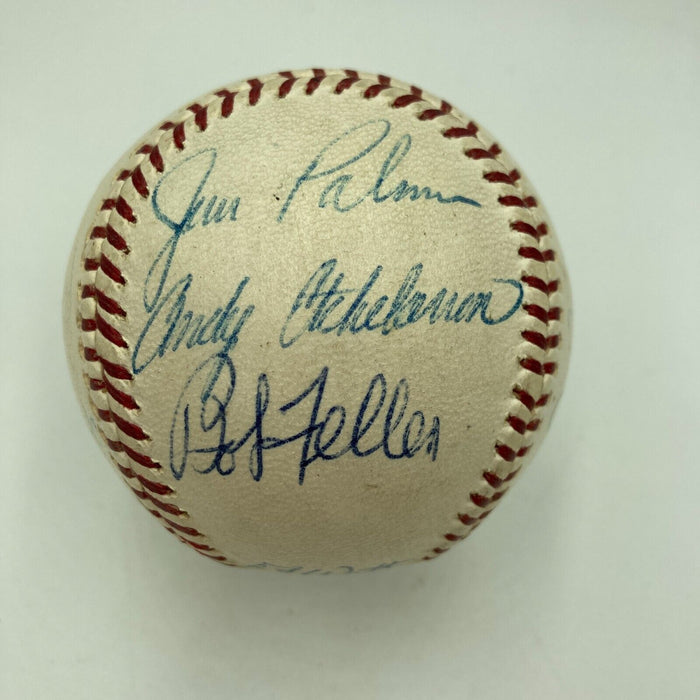 Jim Palmer
Andy Etchebarren
Bob Feller